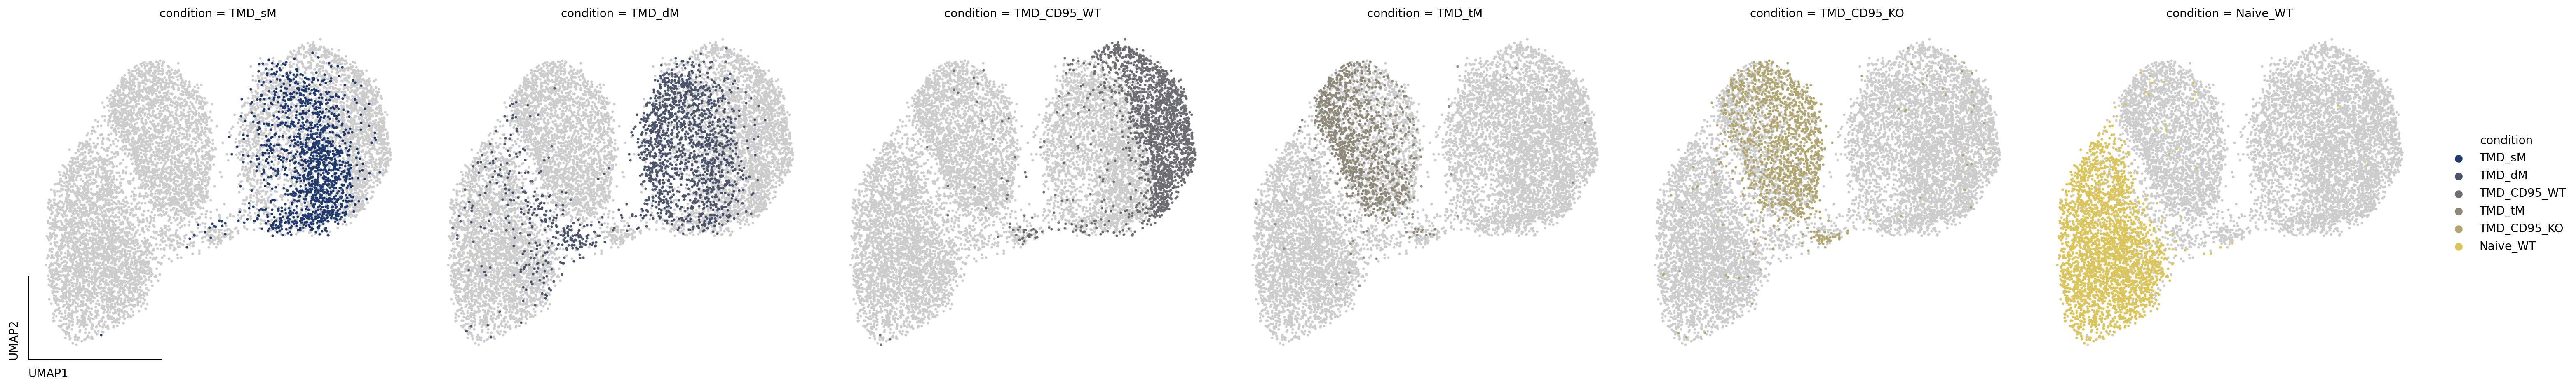 condition = TMD_sM
condition = TMD_dM
condition = TMD_CD95_WT
condition = TMD_tM
condition = TMD_CD95_KO
condition = Naive_WT
condition
TMD_sM
TMD_dM
TMD_CD95_WT
TMD_tM
TMD_CD95_KO
Naive_WT
UMAP2
UMAP1